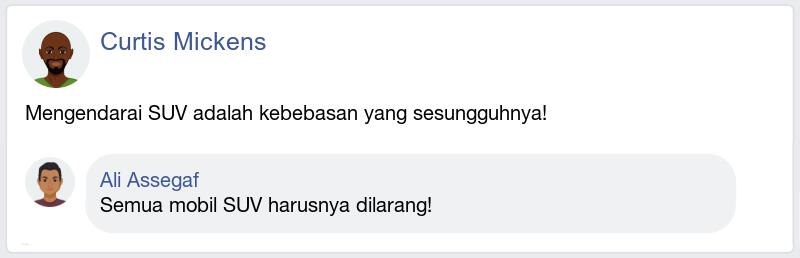 Curtis Mickens
Mengendarai SUV adalah kebebasan yang sesungguhnya!
Ali Assegaf
Semua mobil SUV harusnya dilarang!